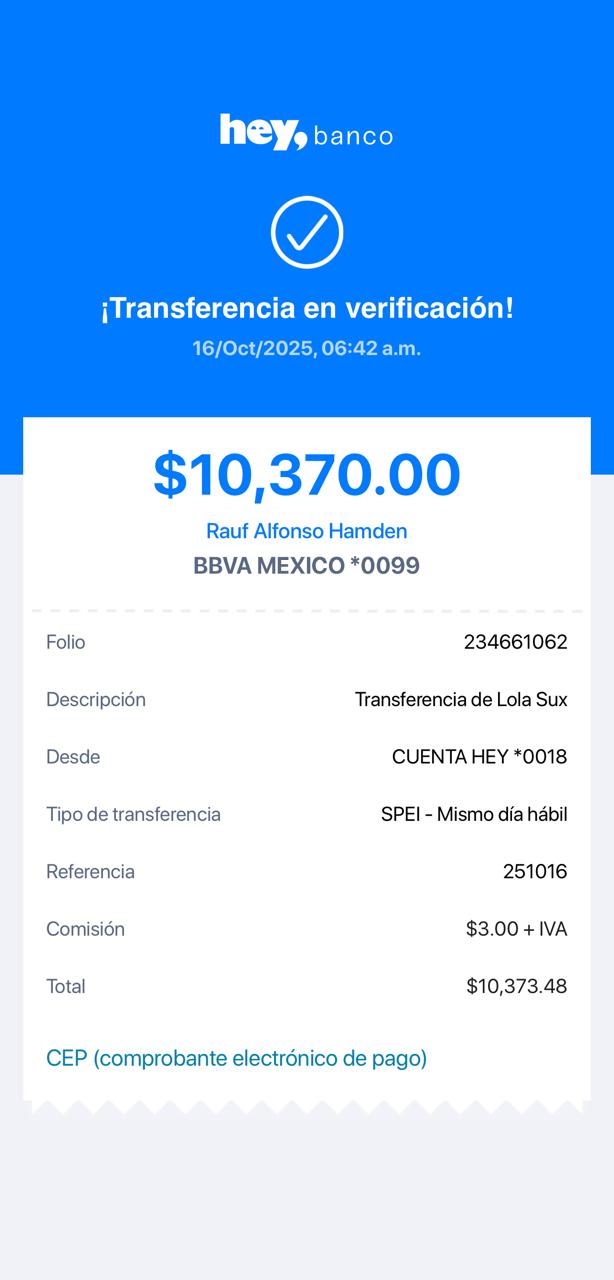 hey, banco
¡Transferencia en verificación!
16/Oct/2025, 06:42 a.m.
$10,370.00
Rauf Alfonso Hamden
BBVA MEXICO *0099
Folio 234661062
Descripción Transferencia de Lola Sux
Desde CUENTA HEY *0018
Tipo de transferencia SPEI - Mismo día hábil
Referencia 251016
Comisión $3.00 + IVA
Total $10,373.48
CEP (comprobante electrónico de pago)